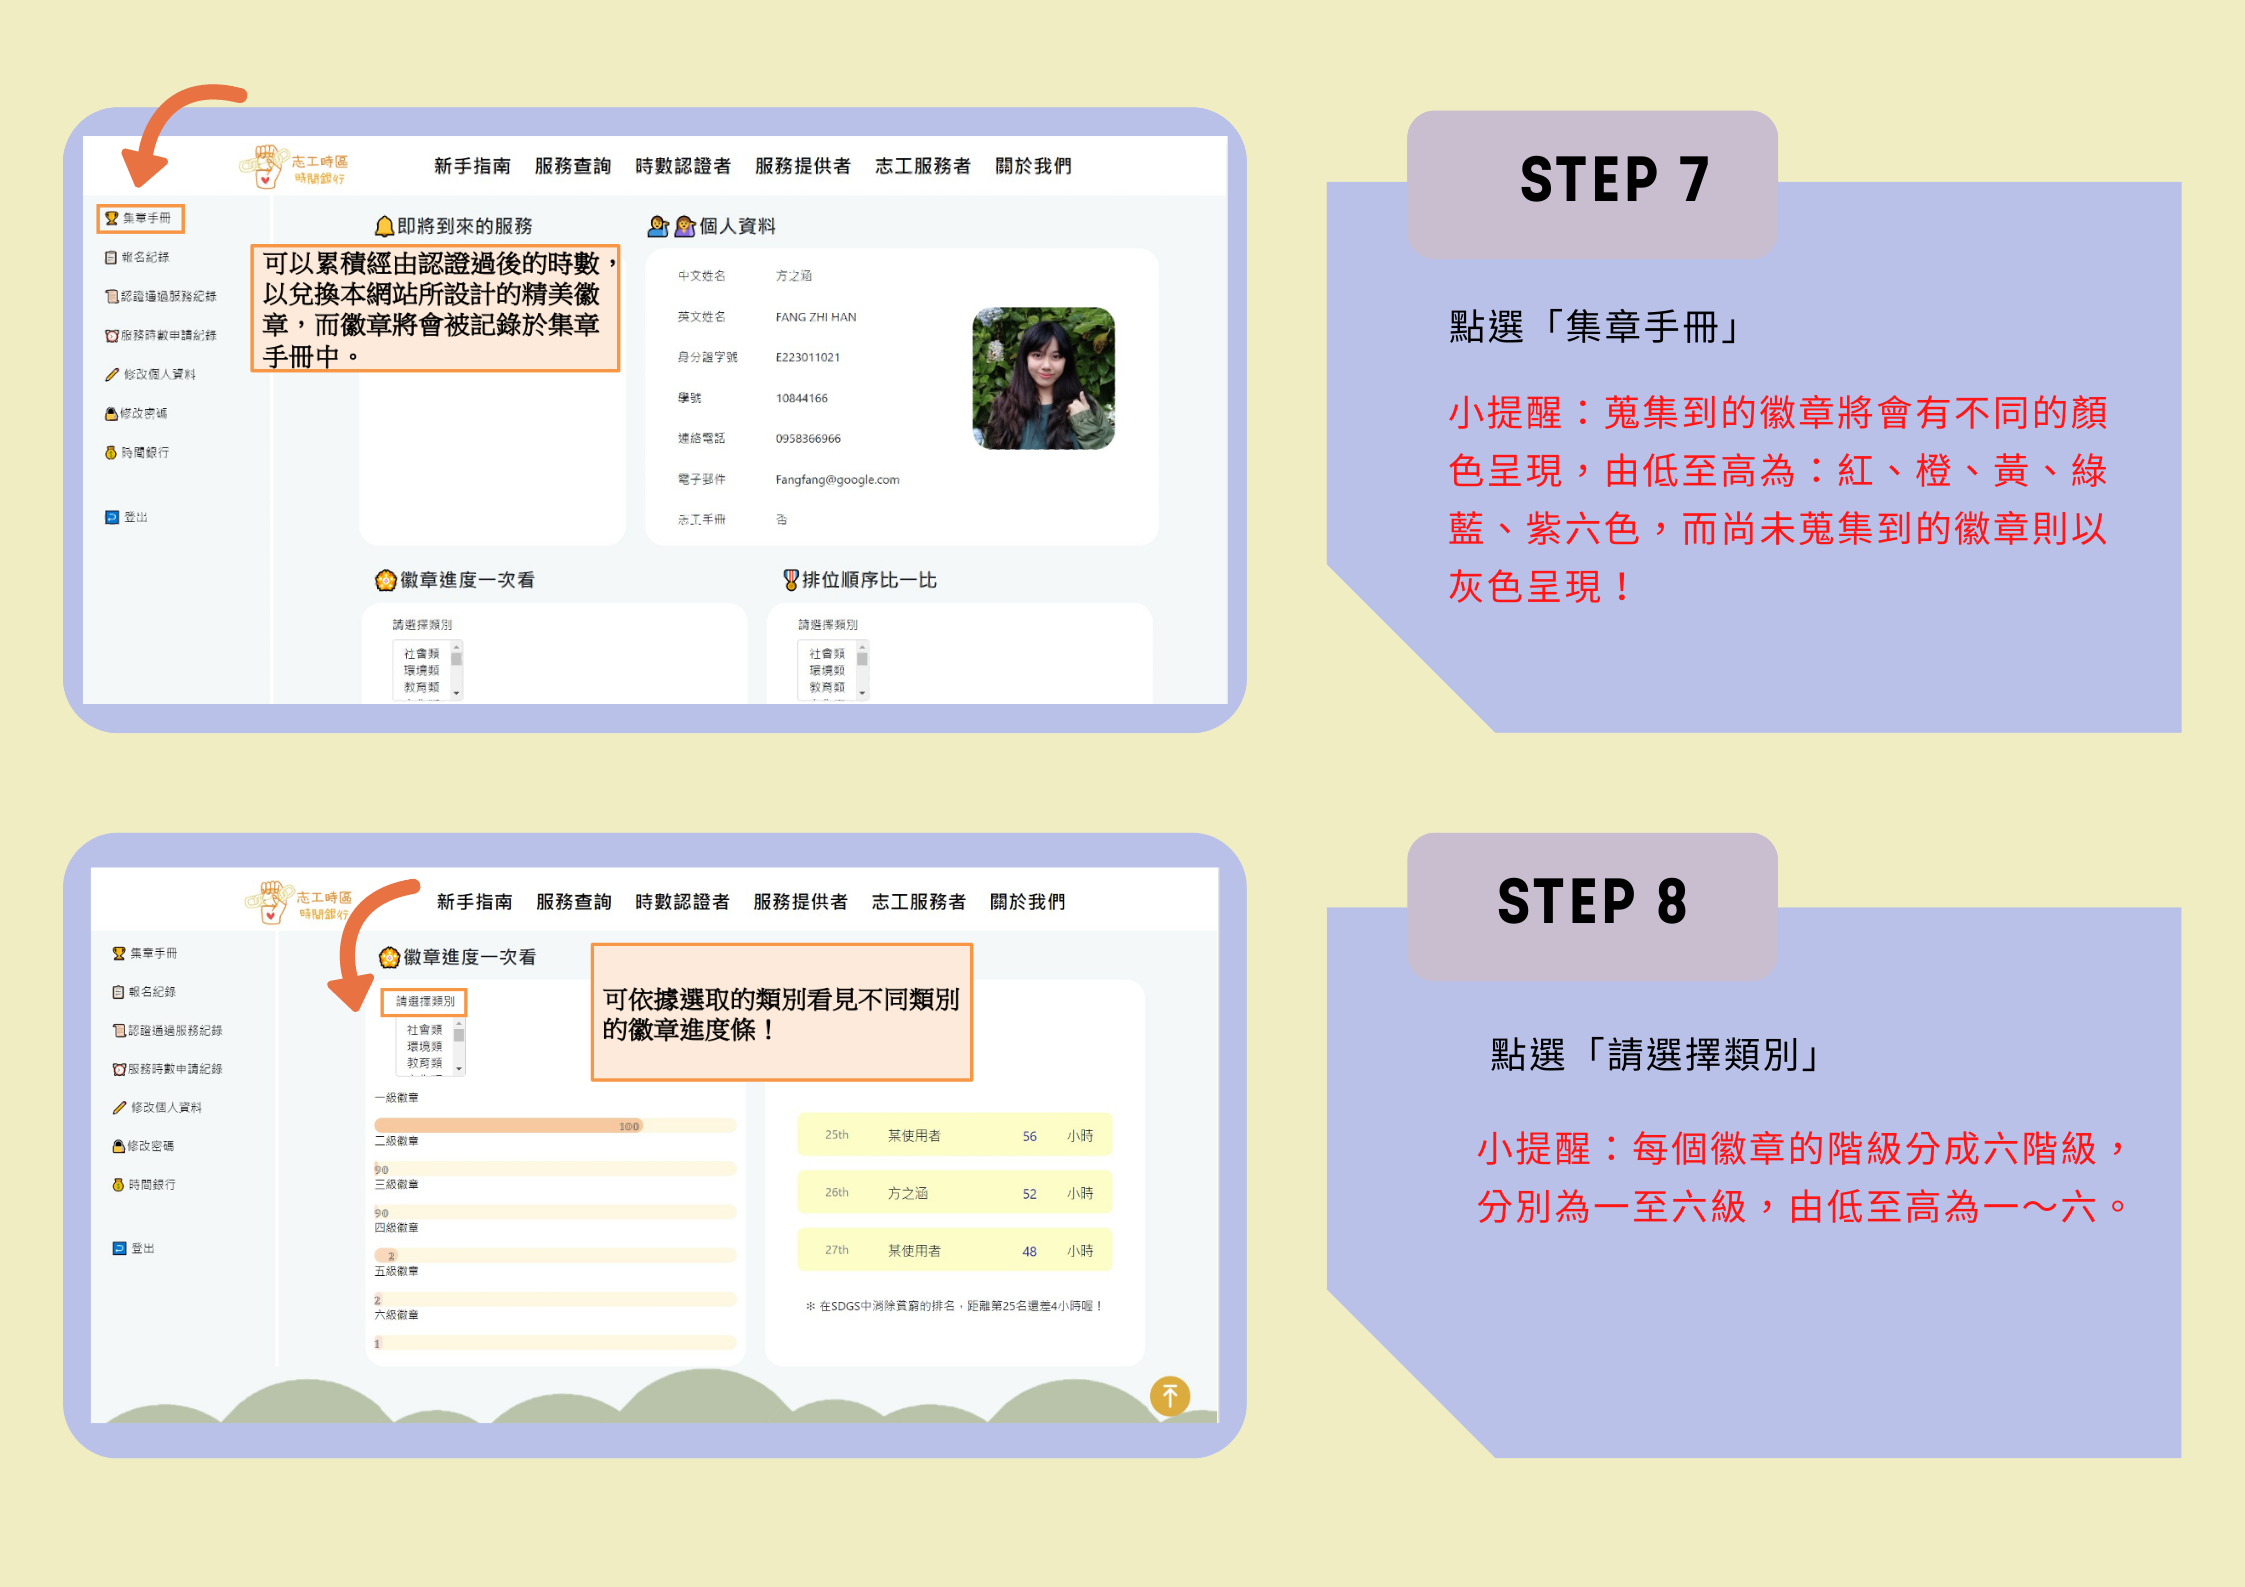 志工時區
時間銀行
新手指南 服務查詢 時數認證者 服務提供者 志工服務者 關於我們
集章手冊
報名紀錄
認證通過服務紀錄
服務時數申請紀錄
修改個人資料
修改密碼
時間銀行
登出
即將到來的服務
可以累積經由認證過後的時數，
以兌換本網站所設計的精美徽
章，而徽章將會被記錄於集章
手冊中。
個人資料
中文姓名 方之涵
英文姓名 FANG ZHI HAN
身分證字號 E223011021
學號 10844166
連絡電話 0958366966
電子郵件 Fangfang@google.com
志工手冊 否
徽章進度一次看
請選擇類別
社會類
環境類
教育類
排位順序比一比
請選擇類別
社會類
環境類
教育類
STEP 7
點選「集章手冊」
小提醒：蒐集到的徽章將會有不同的顏
色呈現，由低至高為：紅、橙、黃、綠
藍、紫六色，而尚未蒐集到的徽章則以
灰色呈現！
志工時區
時間銀行
新手指南 服務查詢 時數認證者 服務提供者 志工服務者 關於我們
集章手冊
報名紀錄
認證通過服務紀錄
服務時數申請紀錄
修改個人資料
修改密碼
時間銀行
登出
徽章進度一次看
請選擇類別
社會類
環境類
教育類
可依據選取的類別看見不同類別
的徽章進度條！
一級徽章
100
二級徽章
90
三級徽章
90
四級徽章
2
五級徽章
2
六級徽章
1
25th 某使用者 56 小時
26th 方之涵 52 小時
27th 某使用者 48 小時
※ 在SDGS中消除貧窮的排名，距離第25名還差4小時喔！
STEP 8
點選「請選擇類別」
小提醒：每個徽章的階級分成六階級，
分別為一至六級，由低至高為一～六。